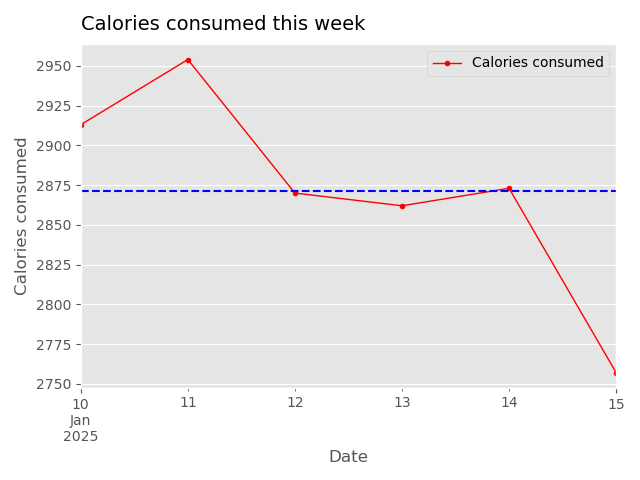 Calories consumed this week
Calories consumed
2950
2925
2900
2875
2850
2825
2800
2775
2750
Calories consumed
10 11 12 13 14 15
Jan
2025
Date